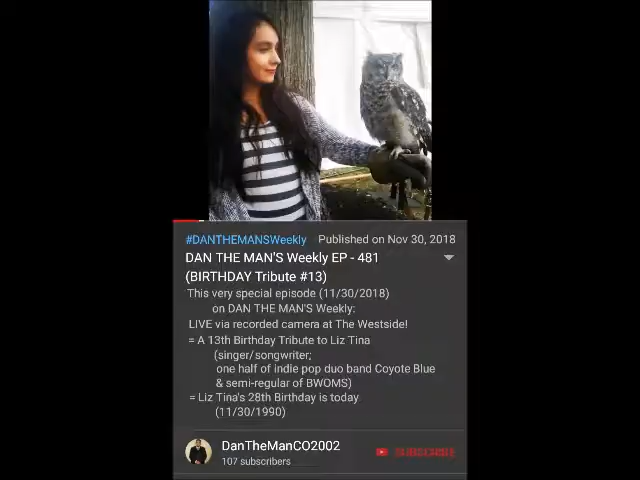 #DANTHEMANSWeekly Published on Nov 30, 2018
DAN THE MAN'S Weekly EP - 481
(BIRTHDAY Tribute #13)
This very special episode (11/30/2018)
on DAN THE MAN'S Weekly:
LIVE via recorded camera at The Westside!
= A 13th Birthday Tribute to Liz Tina
(singer/songwriter;
one half of indie pop duo band Coyote Blue
& semi-regular of BWOMS)
= Liz Tina's 28th Birthday is today
(11/30/1990)
DanTheManCO2002
107 subscribers
SUBSCRIBE